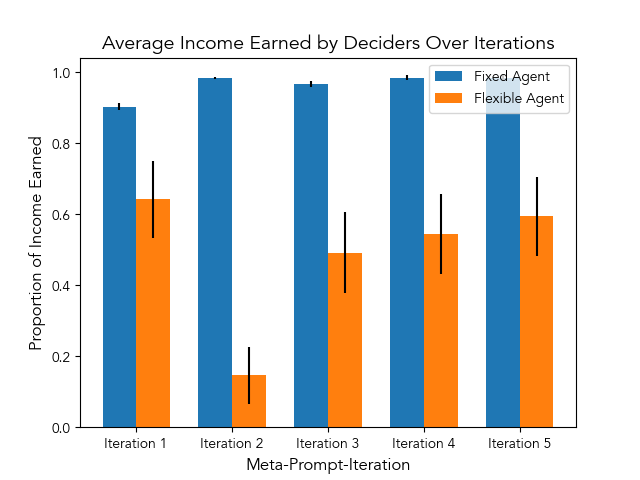 Average Income Earned by Deciders Over Iterations
Fixed Agent
Flexible Agent
Proportion of Income Earned
1.0
0.8
0.6
0.4
0.2
0.0
Iteration 1
Iteration 2
Iteration 3
Iteration 4
Iteration 5
Meta-Prompt-Iteration